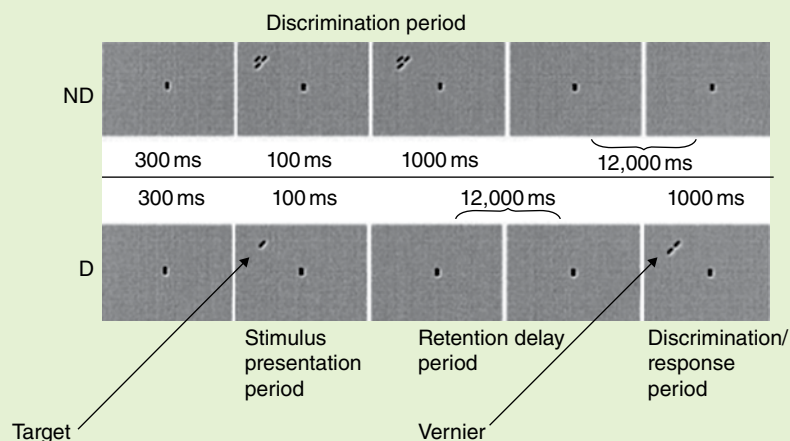 Discrimination period
ND
300 ms 100 ms 1000 ms 12,000 ms
300 ms 100 ms 12,000 ms 1000 ms
D
Stimulus presentation period
Retention delay period
Discrimination/ response period
Target
Vernier